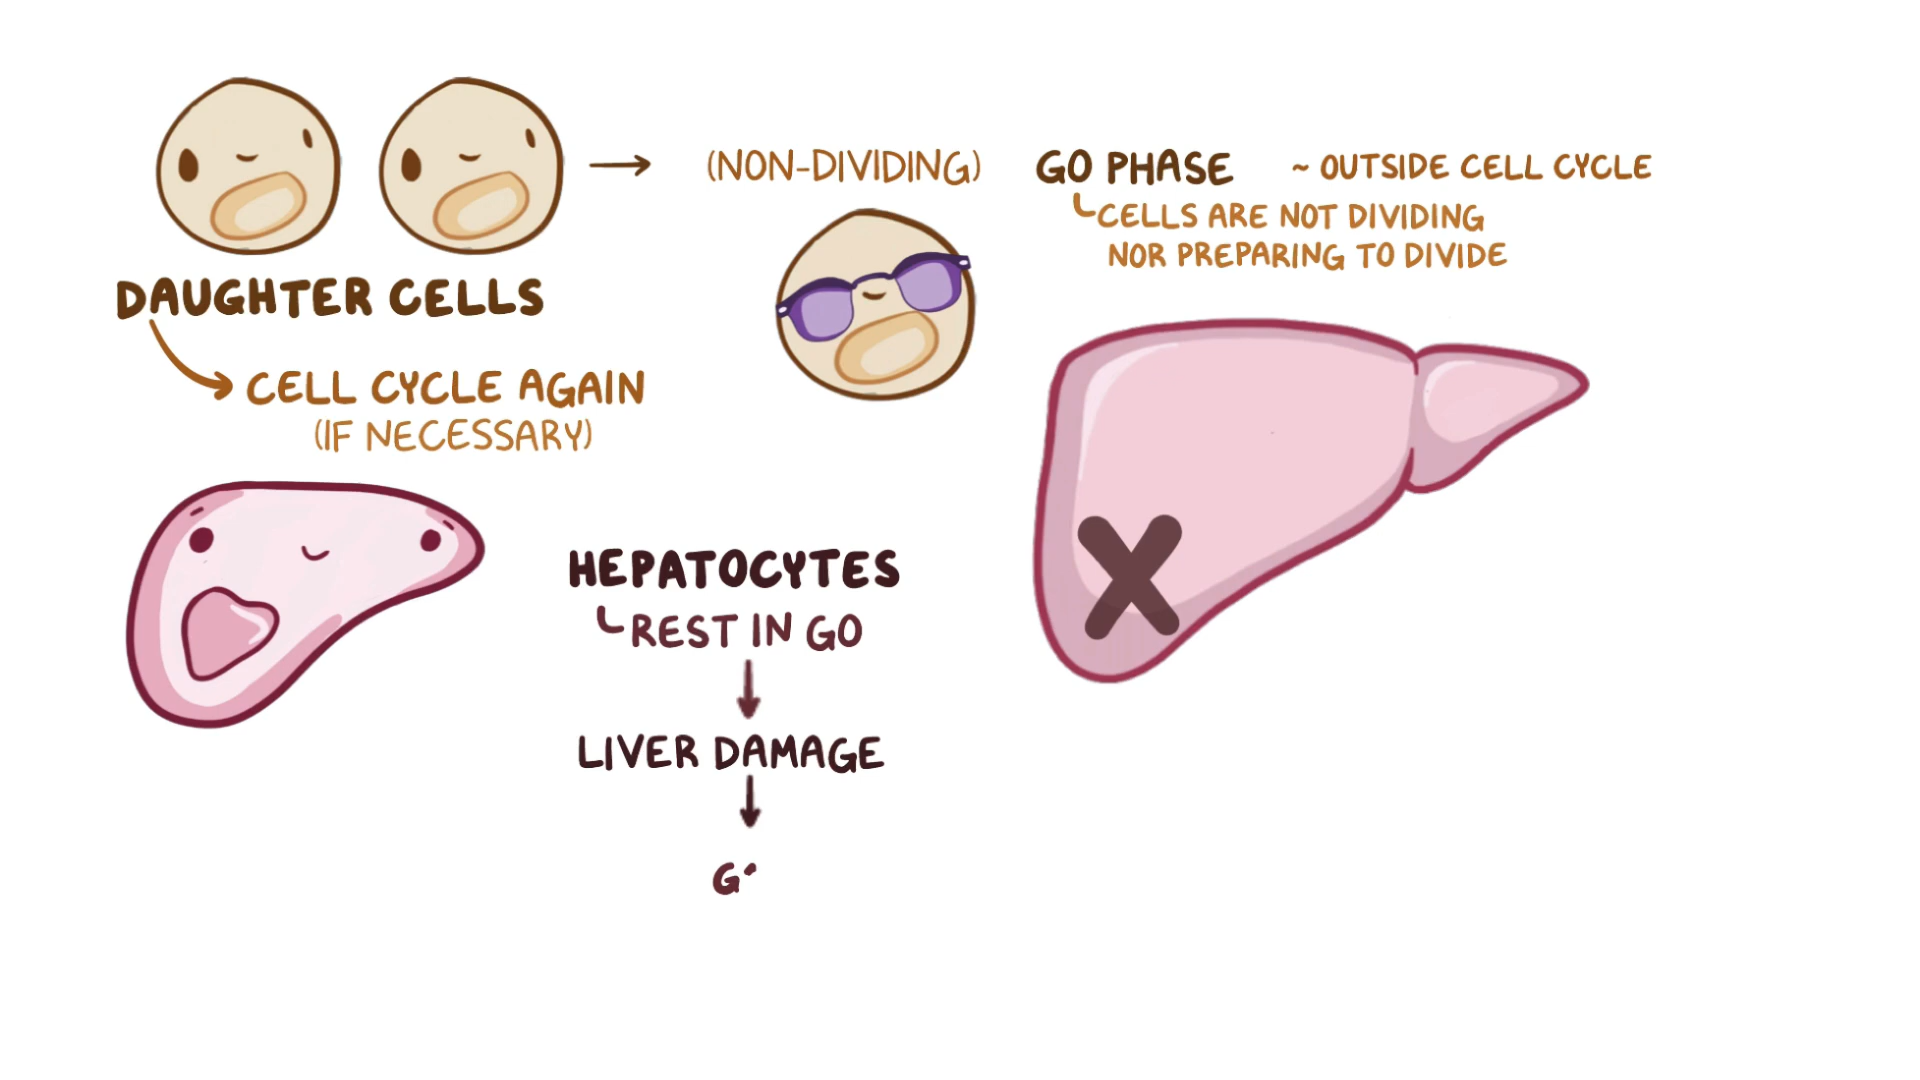 (NON-DIVIDING) GO PHASE ~ OUTSIDE CELL CYCLE
CELLS ARE NOT DIVIDING
NOR PREPARING TO DIVIDE
DAUGHTER CELLS
CELL CYCLE AGAIN
(IF NECESSARY)
HEPATOCYTES
REST IN GO
LIVER DAMAGE
G